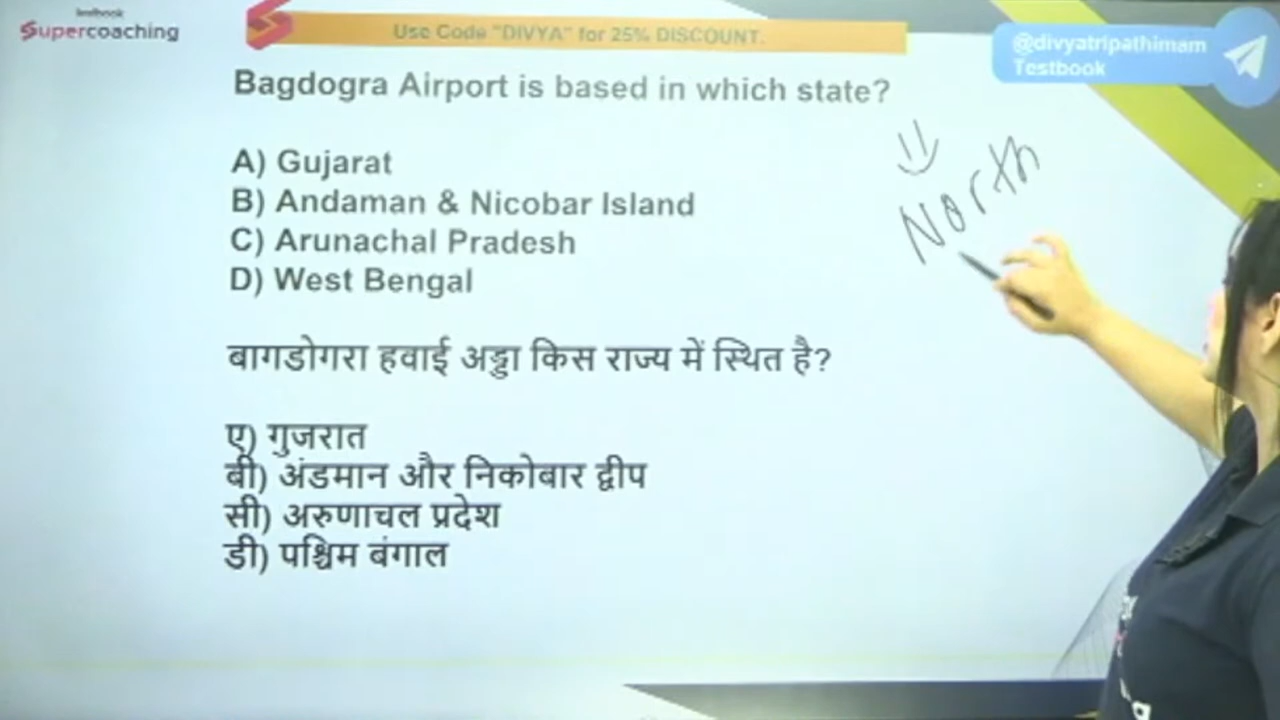 testbook
Supercoaching
Use Code "DIVYA" for 25% DISCOUNT.
@divyatripathimam
Testbook
Bagdogra Airport is based in which state?
North
A) Gujarat
B) Andaman & Nicobar Island
C) Arunachal Pradesh
D) West Bengal
बागडोगरा हवाई अड्डा किस राज्य में स्थित है?
ए) गुजरात
बी) अंडमान और निकोबार द्वीप
सी) अरुणाचल प्रदेश
डी) पश्चिम बंगाल